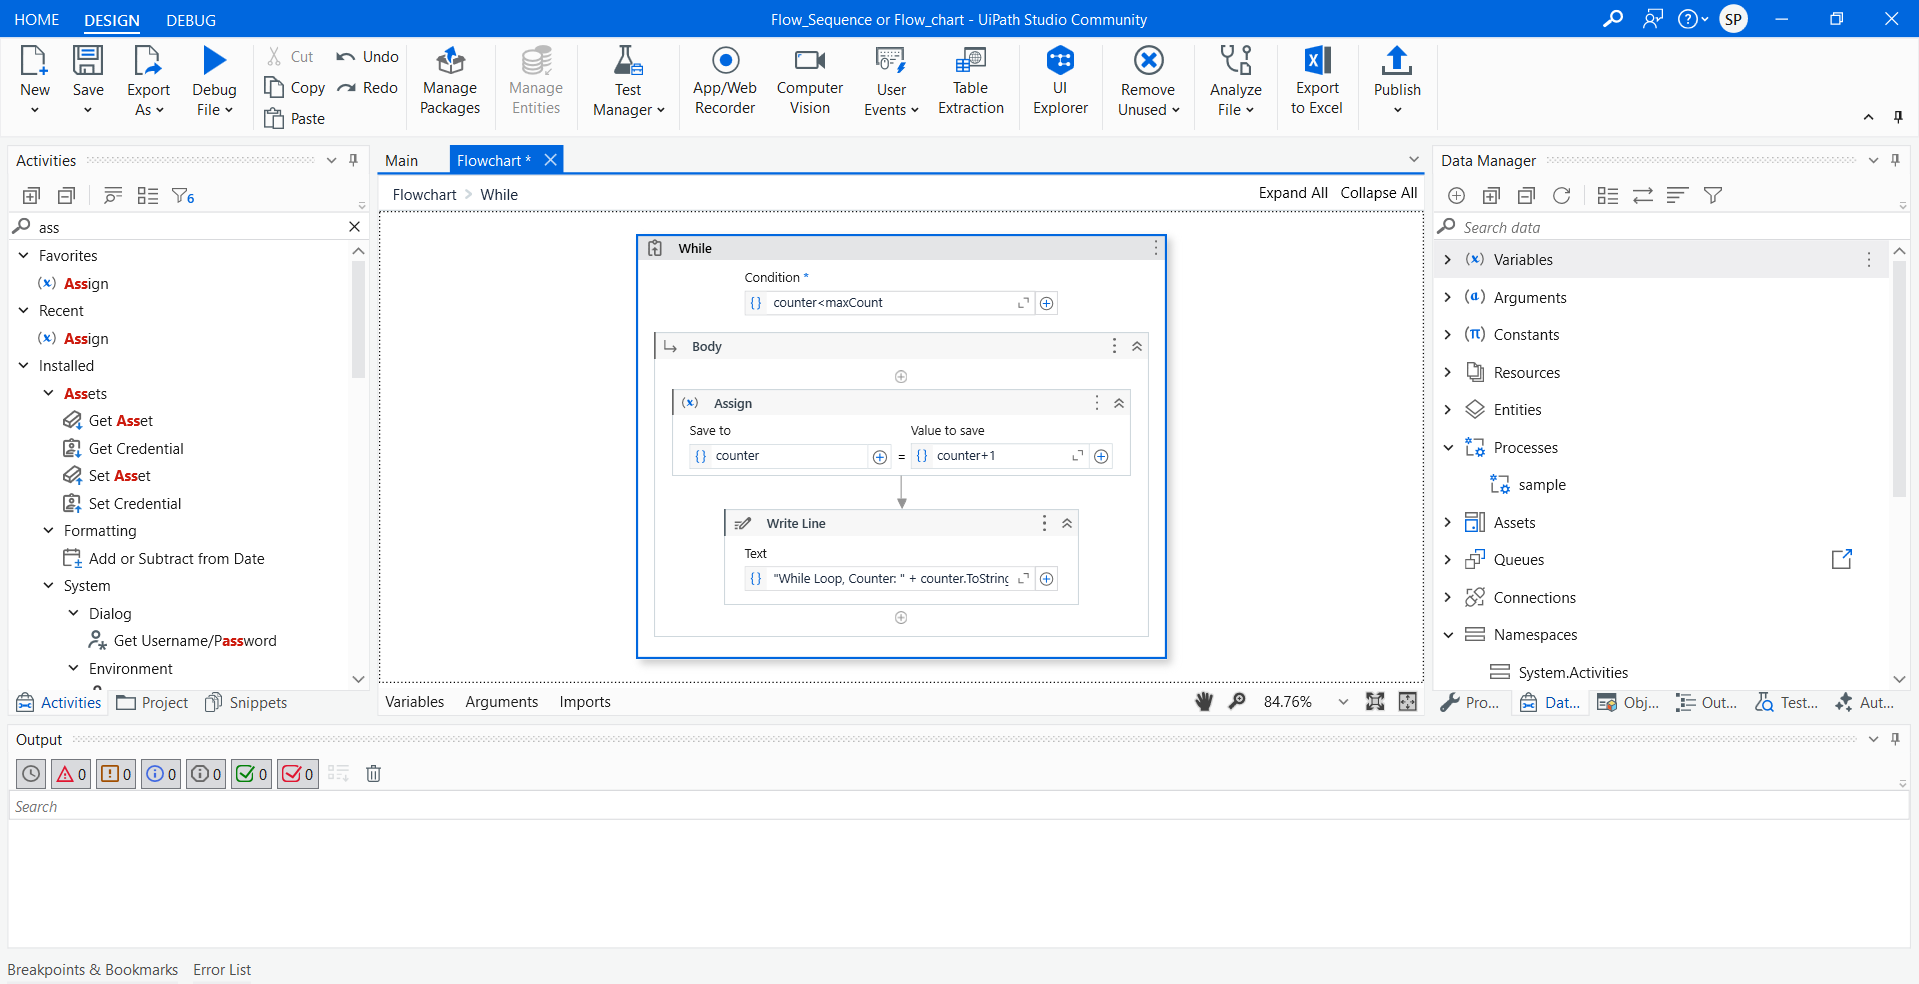 HOME DESIGN DEBUG Flow_Sequence or Flow_chart - UiPath Studio Community SP
New Save Export As Debug File
Cut Copy Paste Undo Redo
Manage Packages Manage Entities Test Manager App/Web Recorder Computer Vision User Events Table Extraction UI Explorer Remove Unused Analyze File Export to Excel Publish
Activities
6
ass
Favorites
Assign
Recent
Assign
Installed
Assets
Get Asset
Get Credential
Set Asset
Set Credential
Formatting
Add or Subtract from Date
System
Dialog
Get Username/Password
Environment
Activities Project Snippets
Main Flowchart *
Flowchart > While Expand All Collapse All
While
Condition *
{} counter<maxCount
Body
(x) Assign
Save to Value to save
{} counter = {} counter+1
Write Line
Text
{} "While Loop, Counter: " + counter.ToString
Variables Arguments Imports 84.76%
Data Manager
Search data
(x) Variables
(a) Arguments
(π) Constants
Resources
Entities
Processes
sample
Assets
Queues
Connections
Namespaces
System.Activities
Pro... Dat... Obj... Out... Test... Aut...
Output
0 0 0 0 0 0
Search
Breakpoints & Bookmarks Error List